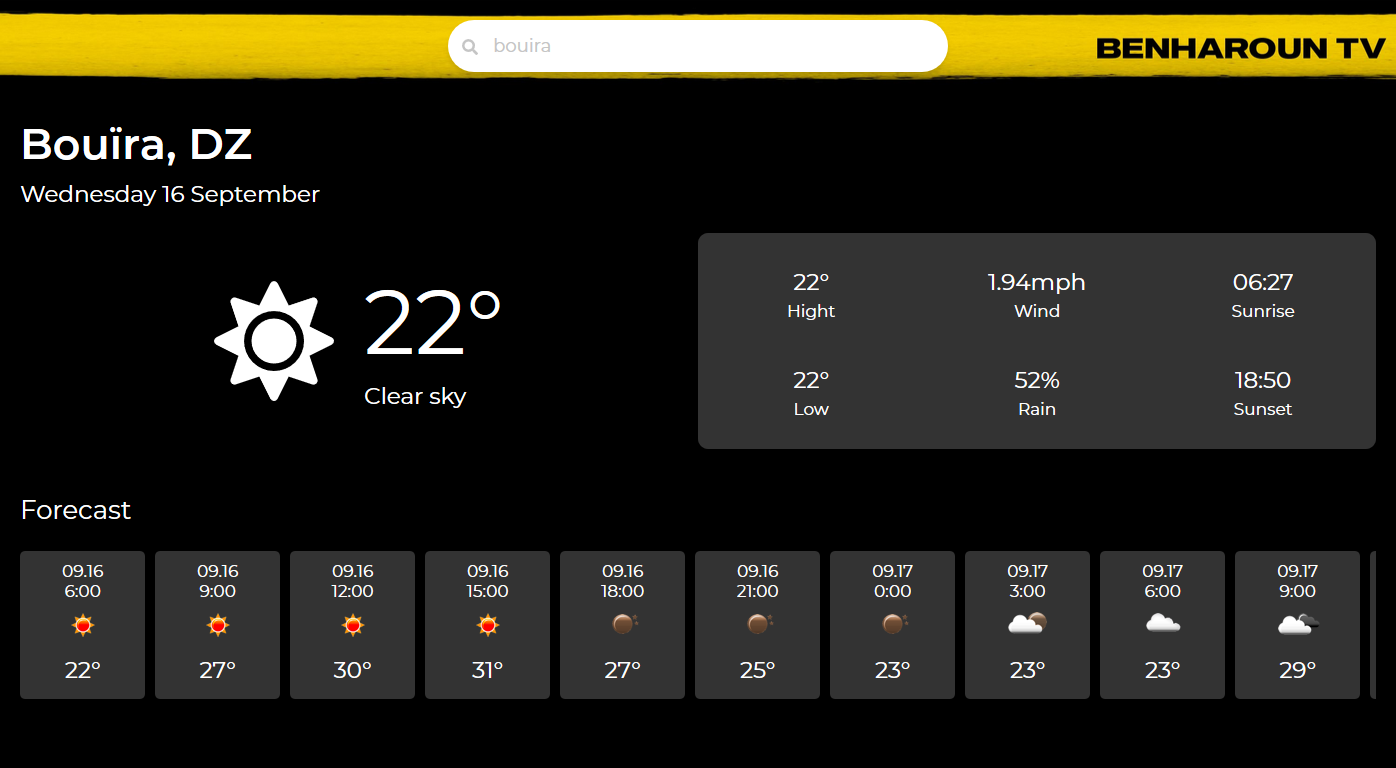 bouira
BENHAROUN TV
Bouïra, DZ
Wednesday 16 September
22°
Clear sky
22°
Hight
1.94mph
Wind
06:27
Sunrise
22°
Low
52%
Rain
18:50
Sunset
Forecast
09.16
6:00
22°
09.16
9:00
27°
09.16
12:00
30°
09.16
15:00
31°
09.16
18:00
27°
09.16
21:00
25°
09.17
0:00
23°
09.17
3:00
23°
09.17
6:00
23°
09.17
9:00
29°